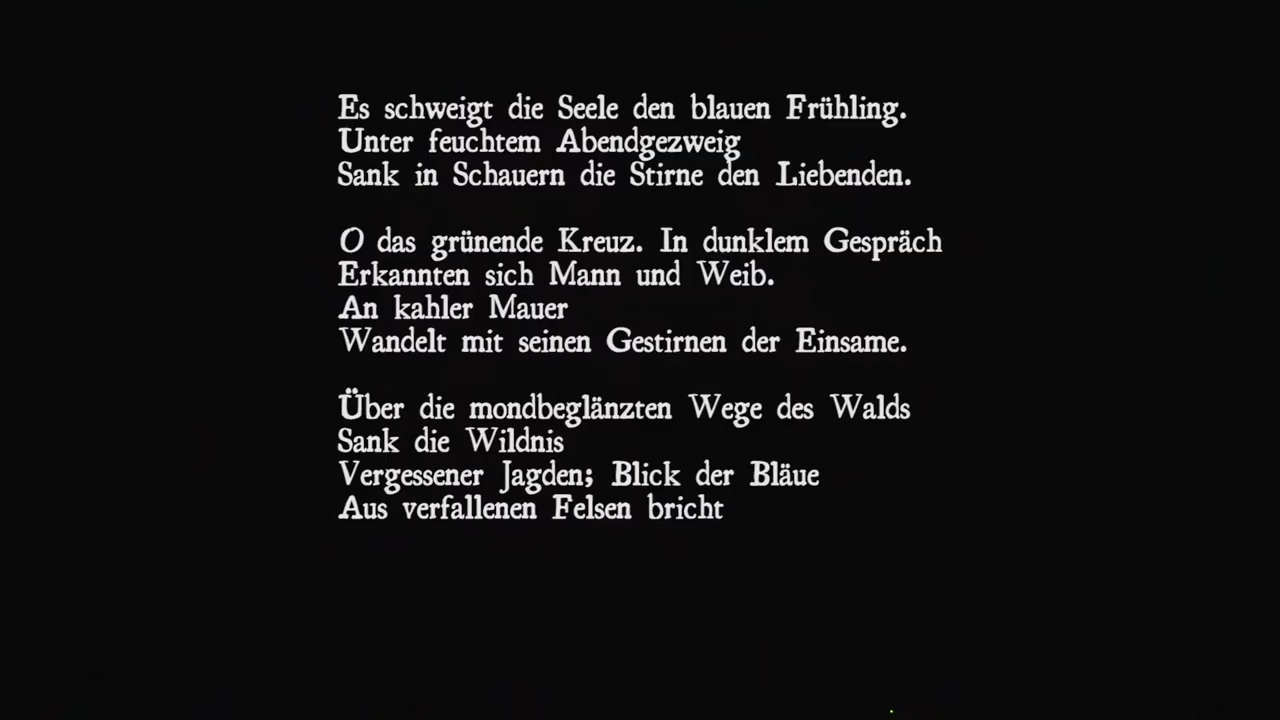 Es schweigt die Seele den blauen Frühling.
Unter feuchtem Abendgezweig
Sank in Schauern die Stirne den Liebenden.
O das grünende Kreuz. In dunklem Gespräch
Erkannten sich Mann und Weib.
An kahler Mauer
Wandelt mit seinen Gestirnen der Einsame.
Über die mondbeglänzten Wege des Walds
Sank die Wildnis
Vergessener Jagden; Blick der Bläue
Aus verfallenen Felsen bricht